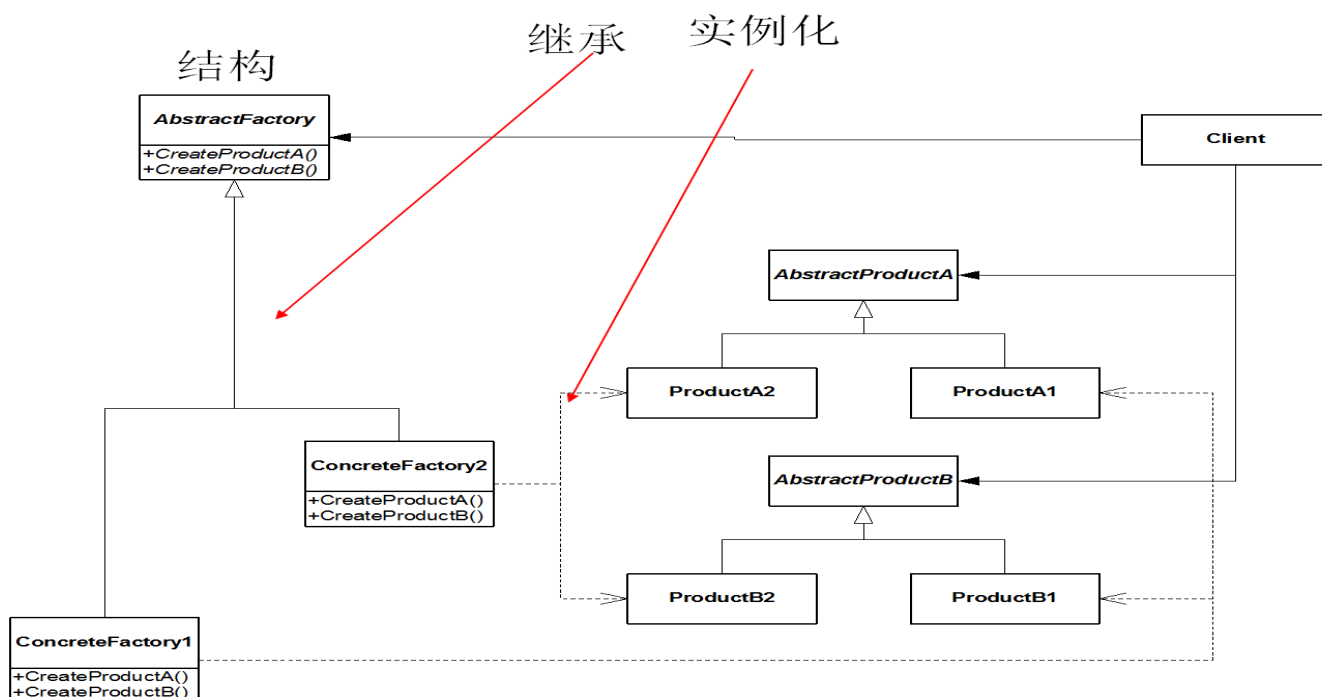 继承
实例化
结构
AbstractFactory
+CreateProductA()
+CreateProductB()
Client
AbstractProductA
ProductA2
ProductA1
ConcreteFactory2
+CreateProductA()
+CreateProductB()
AbstractProductB
ProductB2
ProductB1
ConcreteFactory1
+CreateProductA()
+CreateProductB()